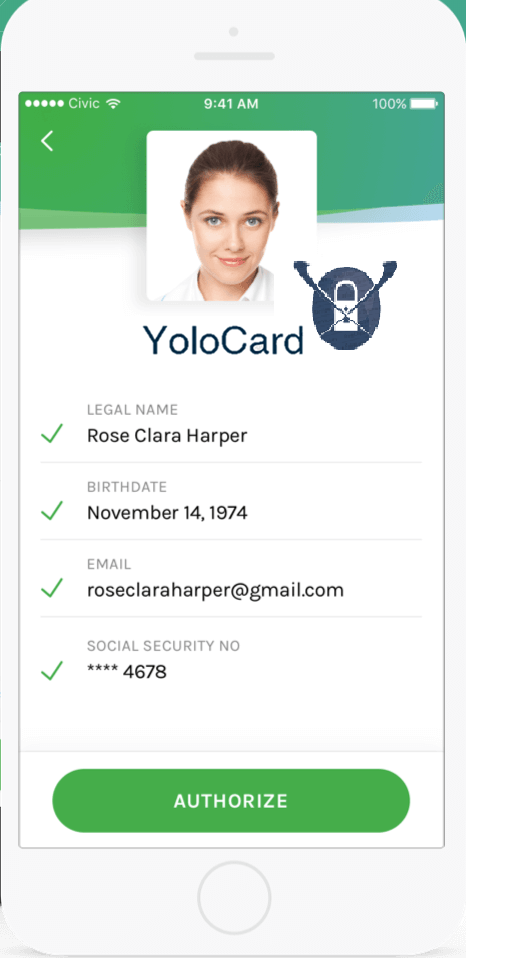 Civic 9:41 AM 100%
YoloCard
LEGAL NAME
Rose Clara Harper
BIRTHDATE
November 14, 1974
EMAIL
roseclaraharper@gmail.com
SOCIAL SECURITY NO
**** 4678
AUTHORIZE